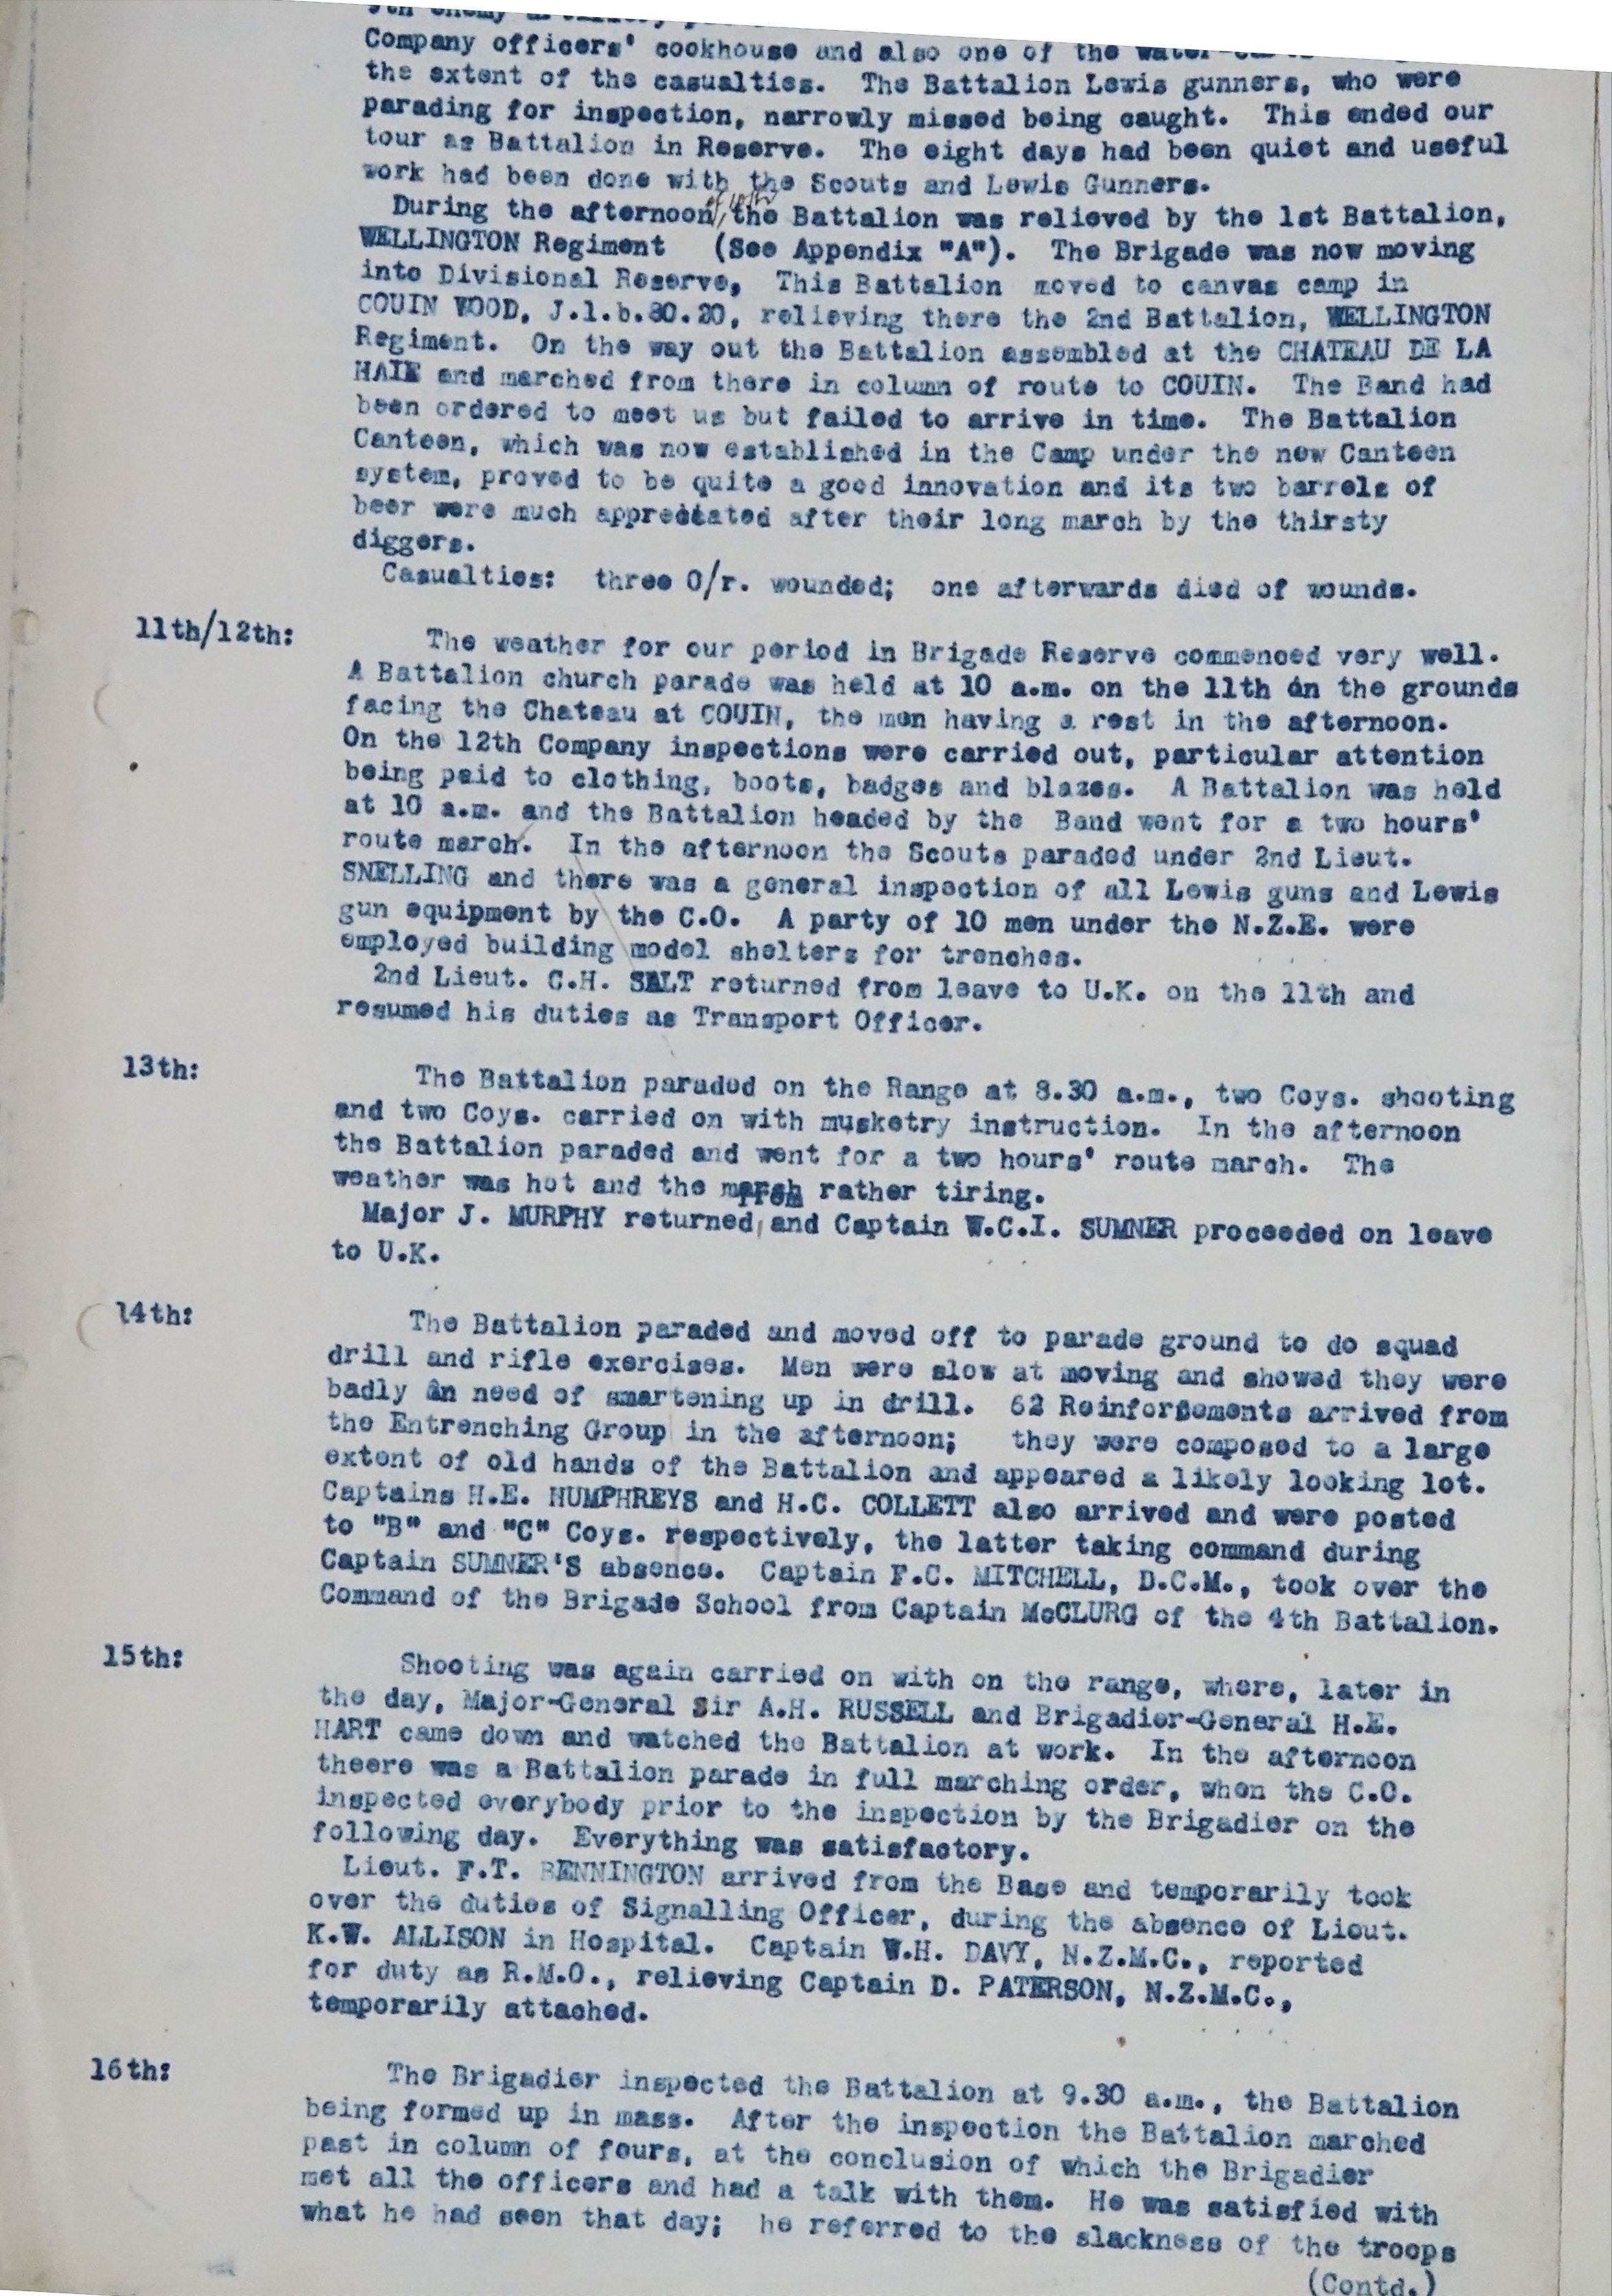 9th enemy artillery
Company officers' cookhouse and also one of the
the extent of the casualties.  The Battalion Lewis gunners, who were
parading for inspection, narrowly missed being caught.  This ended our
tour as Battalion in Reserve.  The eight days had been quiet and useful
work had been done with the Scouts and Lewis Gunners.
During the afternoon of 10th the Battalion was relieved by the 1st Battalion,
WELLINGTON Regiment (See Appendix "A").  The Brigade was now moving
into Divisional Reserve,  This Battalion moved to canvas camp in
COUIN WOOD, J.1.b.80.20, relieving there the 2nd Battalion, WELLINGTON
Regiment.  On the way out the Battalion assembled at the CHATEAU DE LA
HAIE and marched from there in column of route to COUIN.  The Band had
been ordered to meet us but failed to arrive in time.  The Battalion
Canteen, which was now established in the Camp under the new Canteen
system, proved to be quite a good innovation and its two barrels of
beer were much appreciated after their long march by the thirsty
diggers.
Casualties:  three O/r. wounded;  one afterwards died of wounds.
11th/12th: The weather for our period in Brigade Reserve commenced very well.
A Battalion church parade was held at 10 a.m. on the 11th in the grounds
facing the Chateau at COUIN, the men having a rest in the afternoon.
On the 12th Company inspections were carried out, particular attention
being paid to clothing, boots, badges and blazes.  A Battalion was held
at 10 a.m. and the Battalion headed by the Band went for a two hours'
route march.  In the afternoon the Scouts paraded under 2nd Lieut.
SNELLING and there was a general inspection of all Lewis guns and Lewis
gun equipment by the C.O.  A party of 10 men under the N.Z.E. were
employed building model shelters for trenches.
2nd Lieut. C.H. SALT returned from leave to U.K. on the 11th and
resumed his duties as Transport Officer.
13th: The Battalion paraded on the Range at 8.30 a.m., two Coys. shooting
and two Coys. carried on with musketry instruction.  In the afternoon
the Battalion paraded and went for a two hours' route march.  The
weather was hot and the march rather tiring.
Major J. MURPHY returned from and Captain W.C.I. SUMNER proceeded on leave
to U.K.
14th: The Battalion paraded and moved off to parade ground to do squad
drill and rifle exercises.  Men were slow at moving and showed they were
badly in need of smartening up in drill.  62 Reinforcements arrived from
the Entrenching Group in the afternoon;  they were composed to a large
extent of old hands of the Battalion and appeared a likely looking lot.
Captains H.E. HUMPHREYS and H.C. COLLETT also arrived and were posted
to "B" and "C" Coys. respectively, the latter taking command during
Captain SUMNER'S absence.  Captain F.C. MITCHELL, D.C.M., took over the
Command of the Brigade School from Captain McCLURG of the 4th Battalion.
15th: Shooting was again carried on with on the range, where, later in
the day, Major-General Sir A.H. RUSSELL and Brigadier-General H.E.
HART came down and watched the Battalion at work.  In the afternoon
theere was a Battalion parade in full marching order, when the C.O.
inspected everybody prior to the inspection by the Brigadier on the
following day.  Everything was satisfactory.
Lieut. F.T. BENNINGTON arrived from the Base and temporarily took
over the duties of Signalling Officer, during the absence of Lieut.
K.W. ALLISON in Hospital.  Captain W.H. DAVY, N.Z.M.C., reported
for duty as R.M.O., relieving Captain D. PATERSON, N.Z.M.C.,
temporarily attached.
16th: The Brigadier inspected the Battalion at 9.30 a.m., the Battalion
being formed up in mass.  After the inspection the Battalion marched
past in column of fours, at the conclusion of which the Brigadier
met all the officers and had a talk with them.  He was satisfied with
what he had seen that day;  he referred to the slackness of the troops
(Contd.)